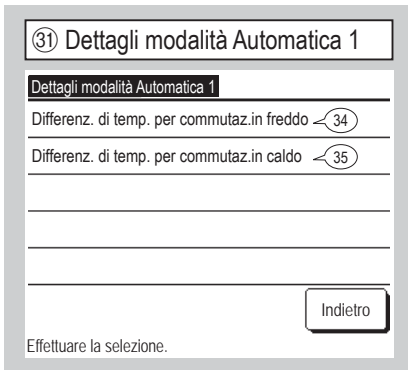 ㉛ Dettagli modalità Automatica 1
Dettagli modalità Automatica 1
Differenz. di temp. per commutaz.in freddo 34
Differenz. di temp. per commutaz.in caldo 35
Indietro
Effettuare la selezione.